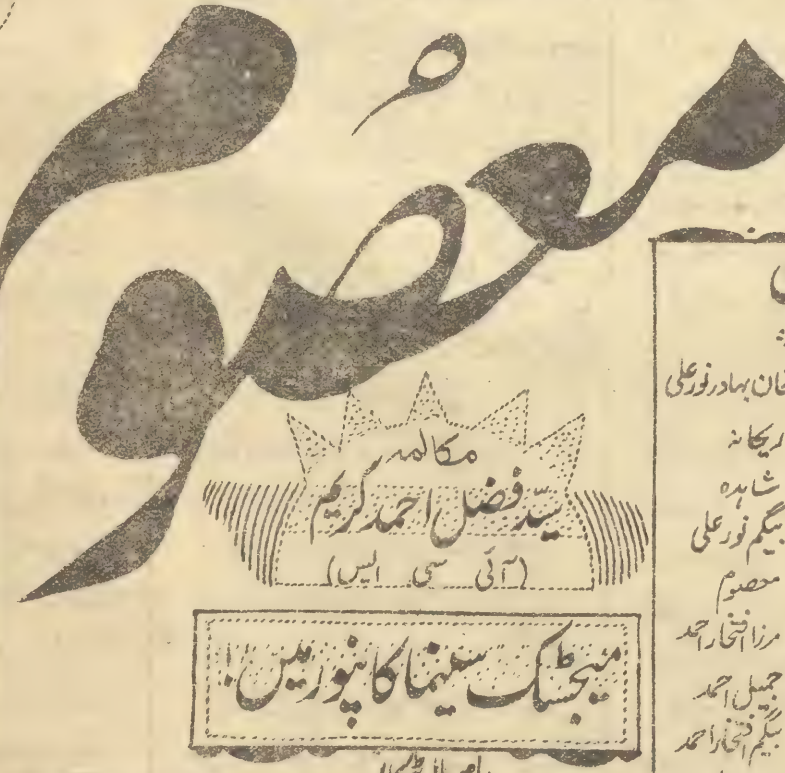 معصوم
مکالمہ
سید فضل احمد کریم
(آئی سی ایس)
میجسٹک سینما کانپور میں!
خان بہادر نور علی
ریحانہ
شاہدہ
بیگم نور علی
معصوم
مرزا افتخار احمد
جمیل احمد
بیگم افتخار احمد